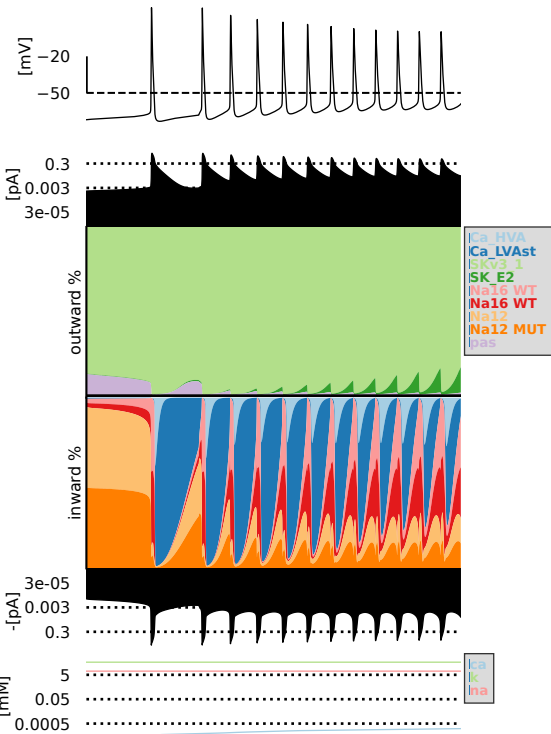 [mV]
−20
−50
[pA]
0.3
0.003
3e-05
outward %
Ca_HVA
Ca_LVAst
SKv3_1
SK_E2
Na16 WT
Na16 WT
Na12
Na12 MUT
pas
inward %
-[pA]
3e-05
0.003
0.3
[mM]
5
0.05
0.0005
ca
k
na